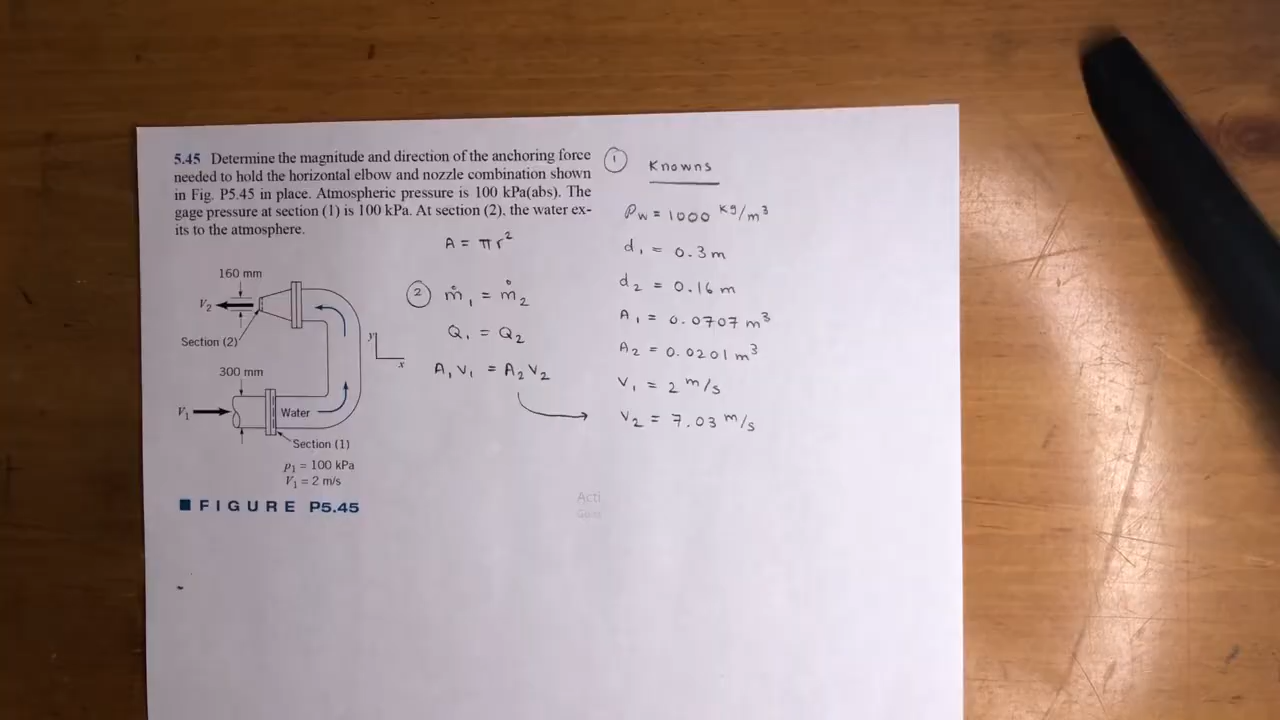 5.45 Determine the magnitude and direction of the anchoring force
needed to hold the horizontal elbow and nozzle combination shown
in Fig. P5.45 in place. Atmospheric pressure is 100 kPa(abs). The
gage pressure at section (1) is 100 kPa. At section (2), the water ex-
its to the atmosphere.
160 mm
V₂
Section (2)
300 mm
V₁
Water
Section (1)
p₁ = 100 kPa
V₁ = 2 m/s
y
x
■ FIGURE P5.45
A = πr²
② ṁ₁ = ṁ₂
Q₁ = Q₂
A₁V₁ = A₂V₂
① Knowns
ρw = 1000 kg/m³
d₁ = 0.3 m
d₂ = 0.16 m
A₁ = 0.0707 m³
A₂ = 0.0201 m³
V₁ = 2 m/s
V₂ = 7.03 m/s
Acti